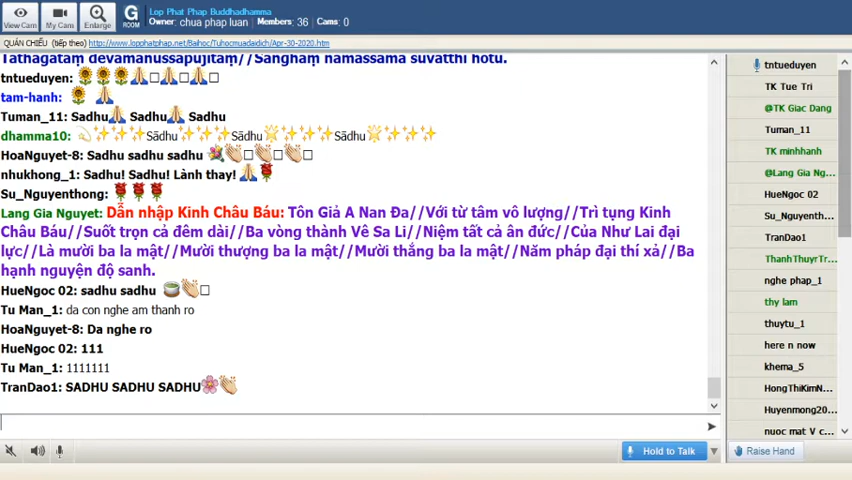 View Cam
My Cam
Enlarge
G
ROOM
Lop Phat Phap Buddhadhamma
Owner: chua phap luan
Members: 36
Cams: 0
QUÁN CHIẾU (tiếp theo) http://www.lopphatphap.net/Baihoc/Tuhocmuadaidich/Apr-30-2020.htm
Tathāgataṃ devamanussapūjitaṃ//Saṅghaṃ namassāma suvatthi hotu.
tntueduyen:
tam-hanh:
Tuman_11: Sadhu Sadhu Sadhu
dhamma10: Sādhu Sādhu Sādhu
HoaNguyet-8: Sadhu sadhu sadhu
nhukhong_1: Sadhu! Sadhu! Lành thay!
Su_Nguyenthong:
Lang Gia Nguyet: Dẫn nhập Kinh Châu Báu: Tôn Giả A Nan Đa//Với từ tâm vô lượng//Trì tụng Kinh
Châu Báu//Suốt trọn cả đêm dài//Ba vòng thành Vê Sa Li//Niệm tất cả ân đức//Của Như Lai đại
lực//Là mười ba la mật//Mười thượng ba la mật//Mười thắng ba la mật//Năm pháp đại thí xả//Ba
hạnh nguyện độ sanh.
HueNgoc 02: sadhu sadhu
Tu Man_1: da con nghe am thanh ro
HoaNguyet-8: Da nghe ro
HueNgoc 02: 111
Tu Man_1: 1111111
TranDao1: SADHU SADHU SADHU
tntueduyen
TK Tue Tri
@TK Giac Dang
Tuman_11
TK minhhanh
@Lang Gia Ng...
HueNgoc 02
Su_Nguyenth...
TranDao1
ThanhThuyrTr...
nghe phap_1
thy lam
thuytu_1
here n now
khema_5
HongThiKimN...
Huyenmong20...
nuoc mat V c...
Hold to Talk
Raise Hand